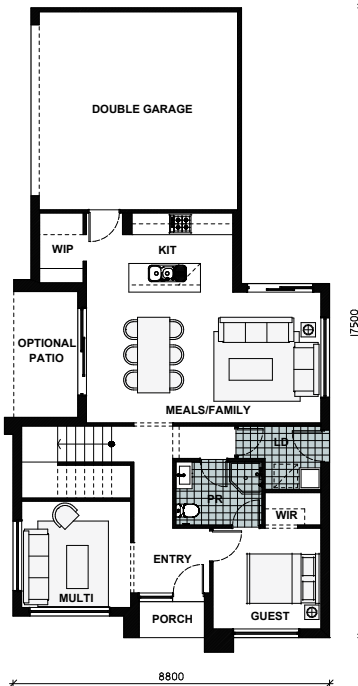 DOUBLE GARAGE
WIP
KIT
OPTIONAL
PATIO
17500
MEALS/FAMILY
LD
PR
WIR
ENTRY
MULTI
PORCH
GUEST
8800